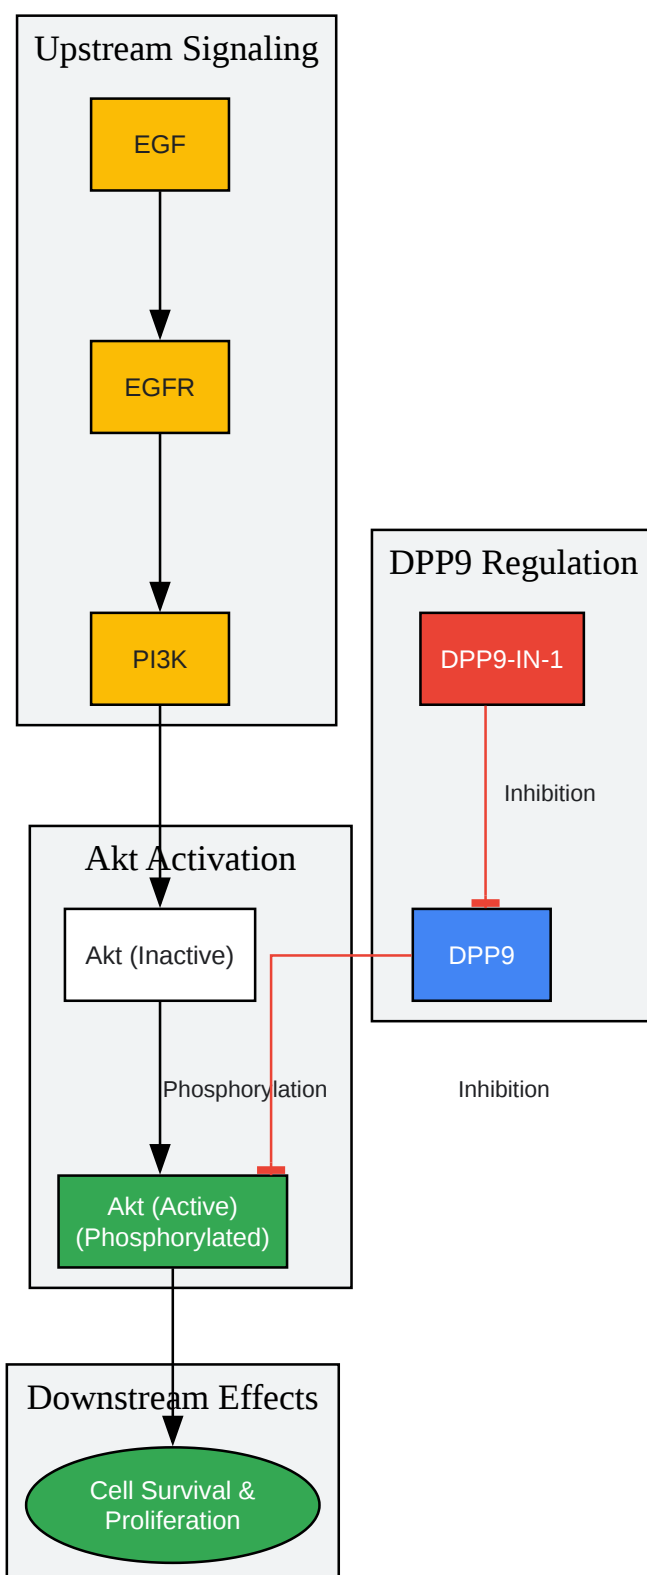 Upstream Signaling
EGF
EGFR
PI3K
DPP9 Regulation
DPP9-IN-1
Inhibition
Akt Activation
Akt (Inactive)
DPP9
Phosphorylation
Inhibition
Akt (Active)
(Phosphorylated)
Downstream Effects
Cell Survival &
Proliferation